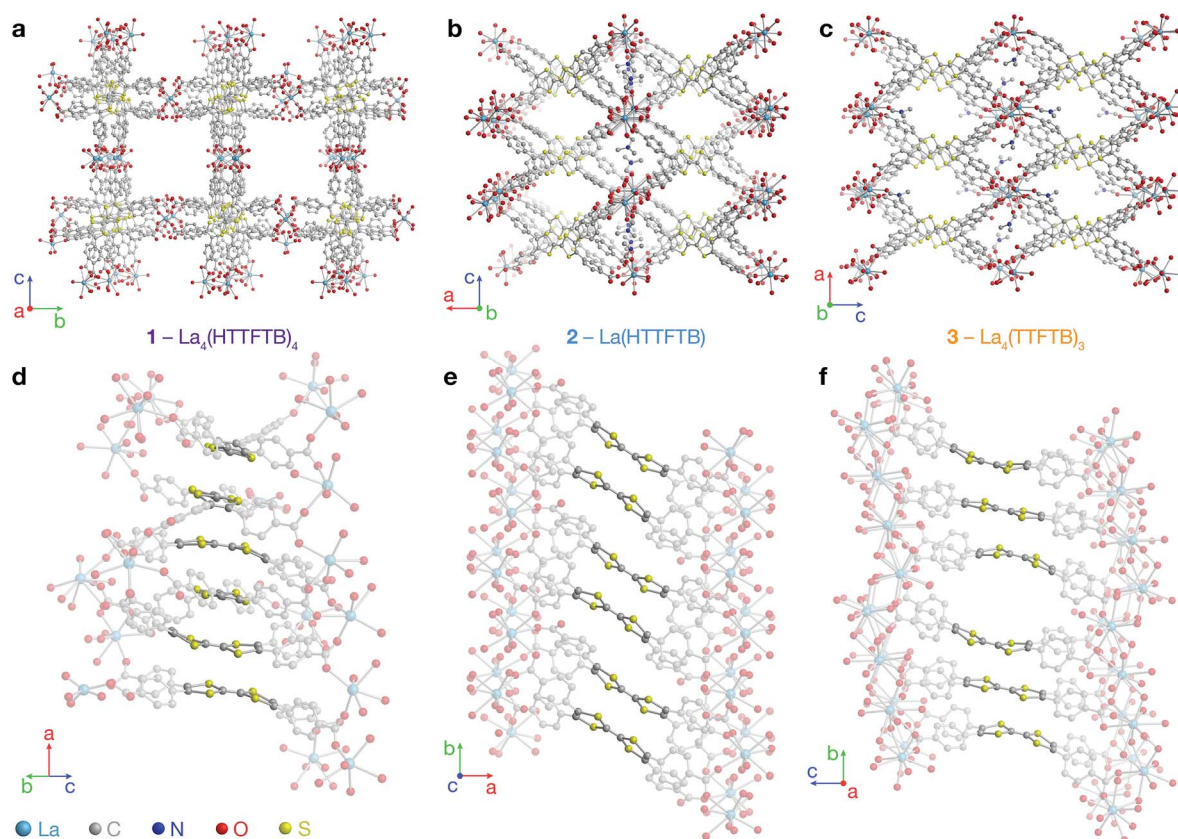 a
b
c
c
a b
c
a b
a
b c
1 – La₄(HTTFTB)₄
2 – La(HTTFTB)
3 – La₄(TTFTB)₃
d
e
f
a
b c
b
c a
b
c a
La C N O S